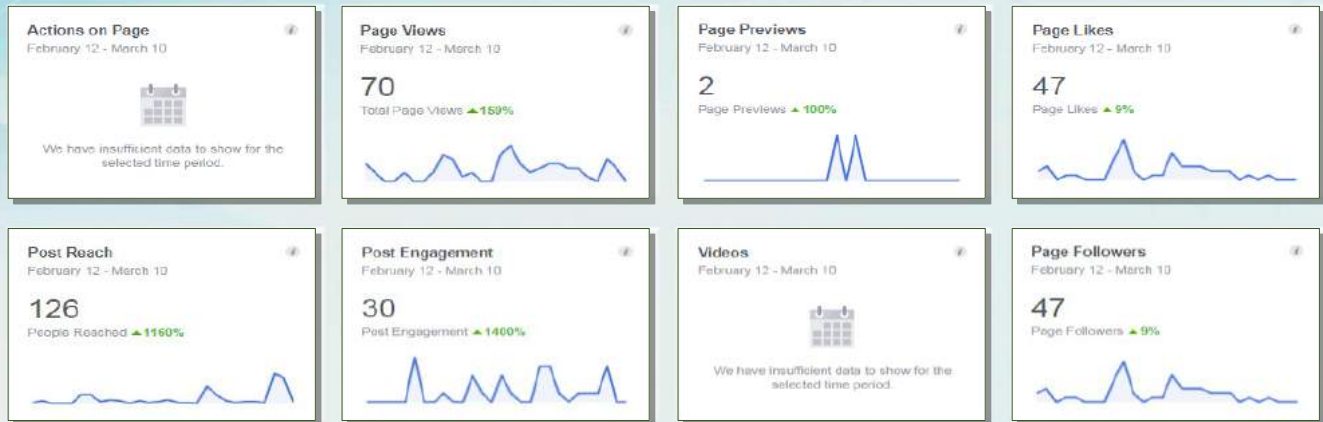 Actions on Page
February 12 - March 10
We have insufficient data to show for the
selected time period.
Page Views
February 12 - March 10
70
Total Page Views ▲159%
Page Previews
February 12 - March 10
2
Page Previews ▲ 100%
Page Likes
February 12 - March 10
47
Page Likes ▲ 9%
Post Reach
February 12 - March 10
126
People Reached ▲1160%
Post Engagement
February 12 - March 10
30
Post Engagement ▲1400%
Videos
February 12 - March 10
We have insufficient data to show for the
selected time period.
Page Followers
February 12 - March 10
47
Page Followers ▲ 9%